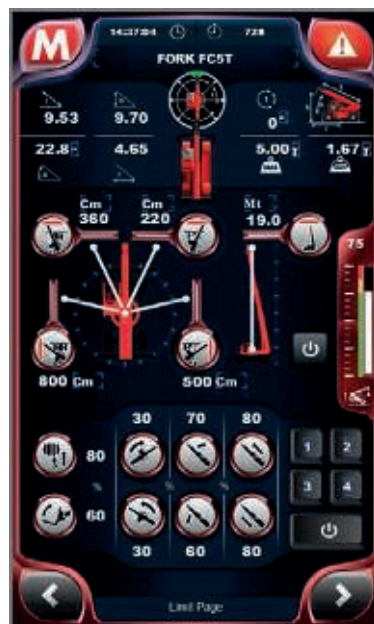 M
14:37:04 728
FORK FC5T
9.53 9.70 0°
22.8 4.65 5.00 T 1.67 T
Cm Cm Mt
360 220 19.0
75
800 Cm 500 Cm
30 70 80
80
1 2
% % %
3 4
60
30 60 80
Limit Page